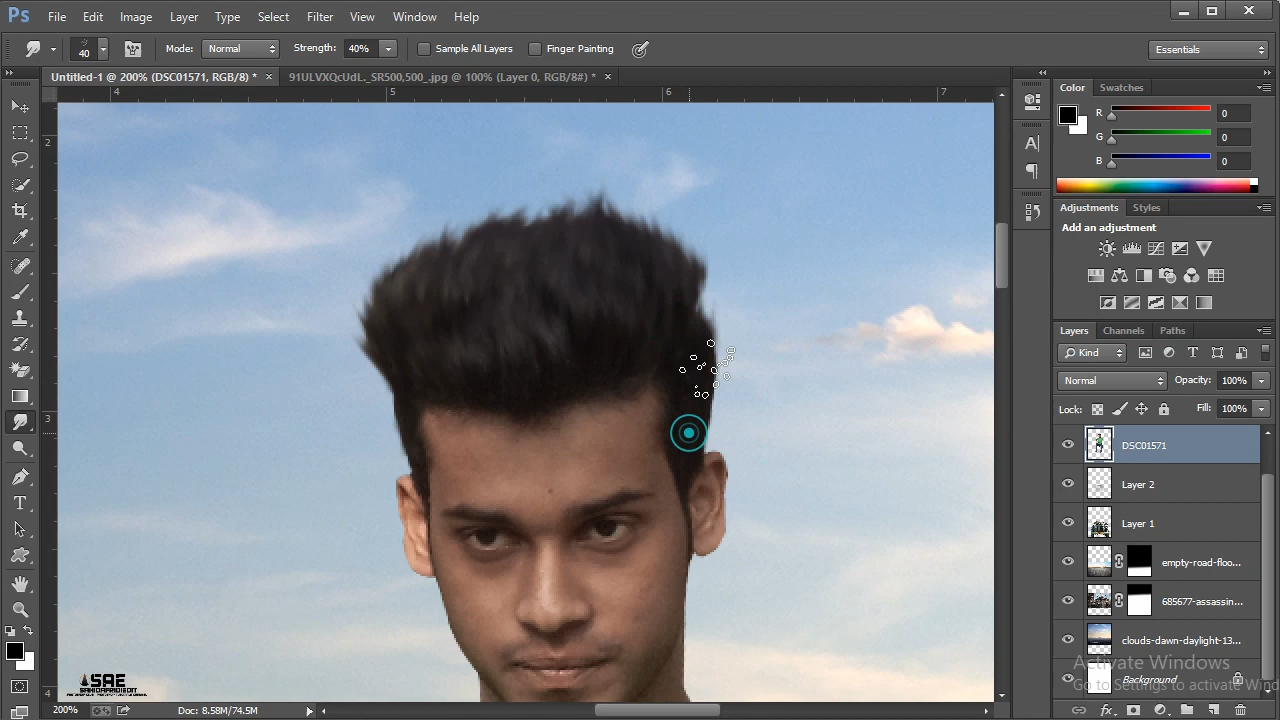 Ps File Edit Image Layer Type Select Filter View Window Help
40 Mode: Normal Strength: 40% Sample All Layers Finger Painting Essentials
Untitled-1 @ 200% (DSC01571, RGB/8) * × 91ULVXQcUdL._SR500,500_.jpg @ 100% (Layer 0, RGB/8#) * ×
4 5 6 7
2
3
4
Color Swatches
R 0
G 0
B 0
Adjustments Styles
Add an adjustment
Layers Channels Paths
Kind
Normal Opacity: 100%
Lock: Fill: 100%
DSC01571
Layer 2
Layer 1
empty-road-floo...
685677-assassin...
clouds-dawn-daylight-13...
Background
Activate Windows
Go to Settings to activate Wind
SAE
200% Doc: 8.58M/74.5M